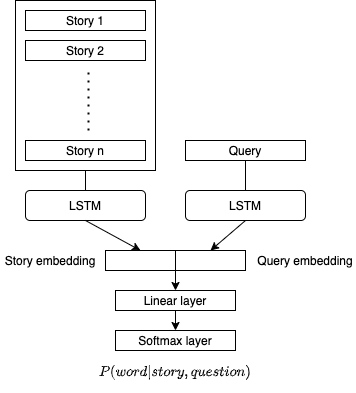 Story 1
Story 2
Story n
Query
LSTM
LSTM
Story embedding
Query embedding
Linear layer
Softmax layer
P(word|story, question)